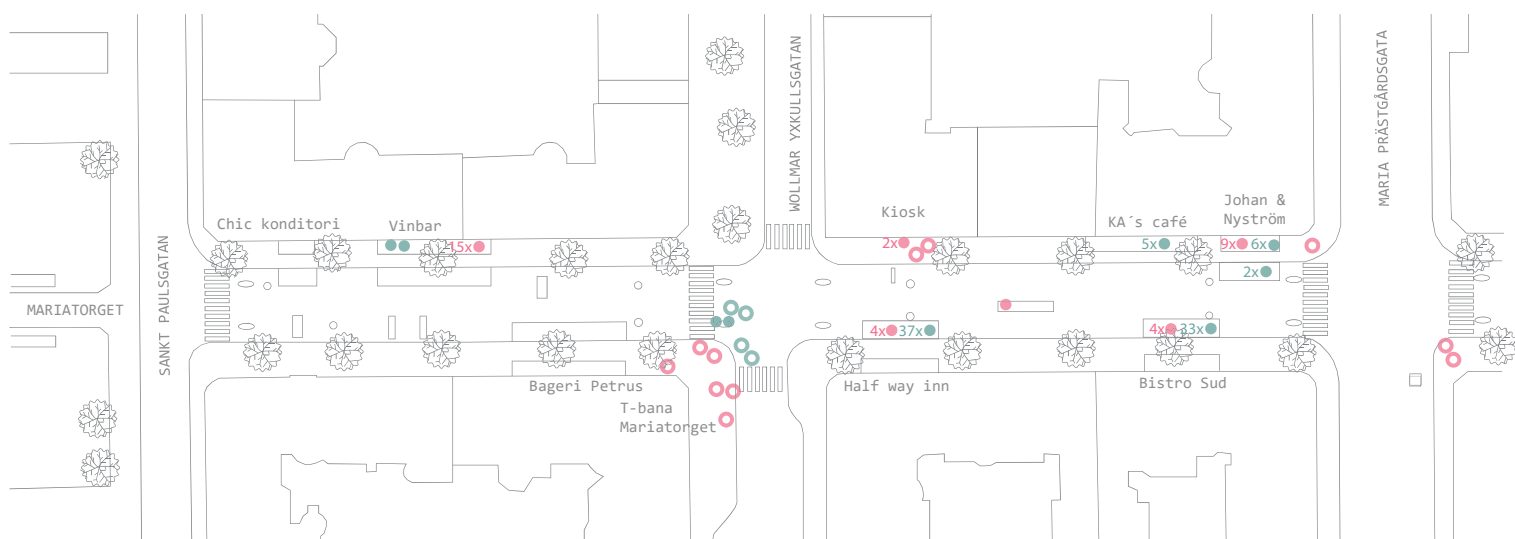 WOLLMAR YXKULLSGATAN
MARIA PRÄSTGÅRDSGATA
Johan &
Nyström
Kiosk
KA´s café
Chic konditori
Vinbar
15x
2x
5x
9x
6x
2x
MARIATORGET
SANKT PAULSGATAN
4x
37x
4x
33x
Bageri Petrus
Half way inn
Bistro Sud
T-bana
Mariatorget